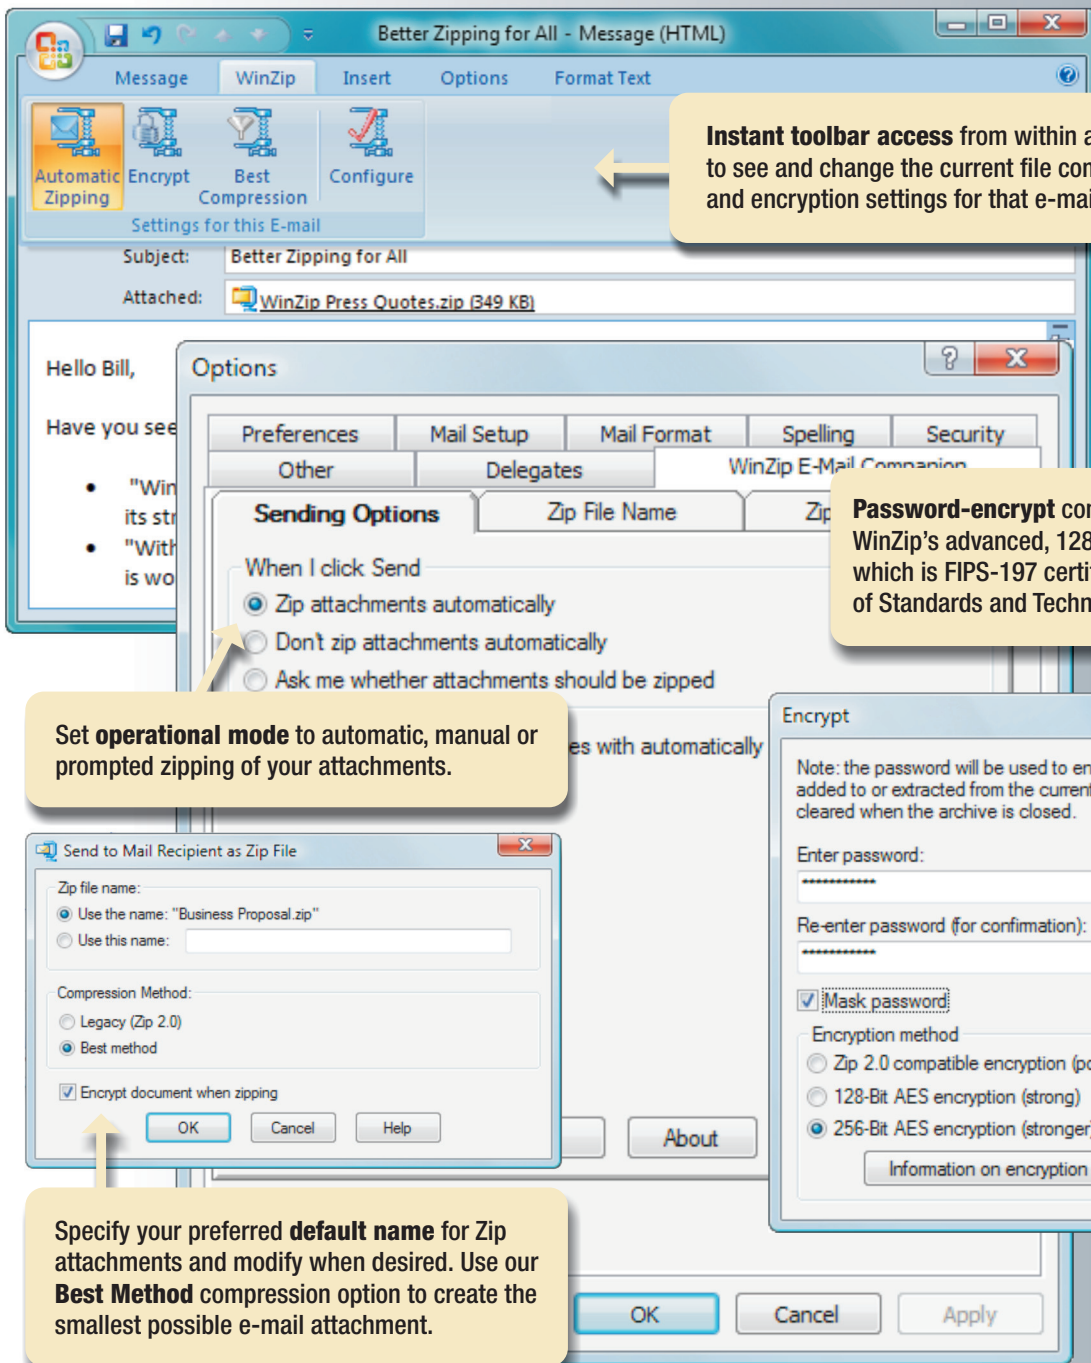 Better Zipping for All - Message (HTML)
Message WinZip Insert Options Format Text
Automatic Zipping
Encrypt
Best Compression
Configure
Settings for this E-mail
Instant toolbar access from within
to see and change the current file
and encryption settings for that
Subject: Better Zipping for All
Attached: WinZip Press Quotes.zip (349 KB)
Hello Bill,
Have you
Options
Preferences Mail Setup Mail Format Spelling Security
Other Delegates WinZip E-Mail Companion
Sending Options Zip File Name Zip
Password-encrypt
WinZip's advanced, 128
which is FIPS-197
of Standards and
• "Win
its
• "With
is
When I click Send
Zip attachments automatically
Don't zip attachments automatically
Ask me whether attachments should be zipped
Set operational mode to automatic, manual or
prompted zipping of your attachments.
with automatically
Encrypt
Note: the password will be used to
added to or extracted from the
cleared when the archive is closed.
Enter password:
***********
Re-enter password (for confirmation):
***********
Mask password
Encryption method
Zip 2.0 compatible encryption
128-Bit AES encryption (strong)
256-Bit AES encryption (stronger)
Information on encryption
Send to Mail Recipient as Zip File
Zip file name:
Use the name: "Business Proposal.zip"
Use this name:
Compression Method:
Legacy (Zip 2.0)
Best method
Encrypt document when zipping
OK Cancel Help
About
Specify your preferred default name for Zip
attachments and modify when desired. Use our
Best Method compression option to create the
smallest possible e-mail attachment.
OK Cancel Apply